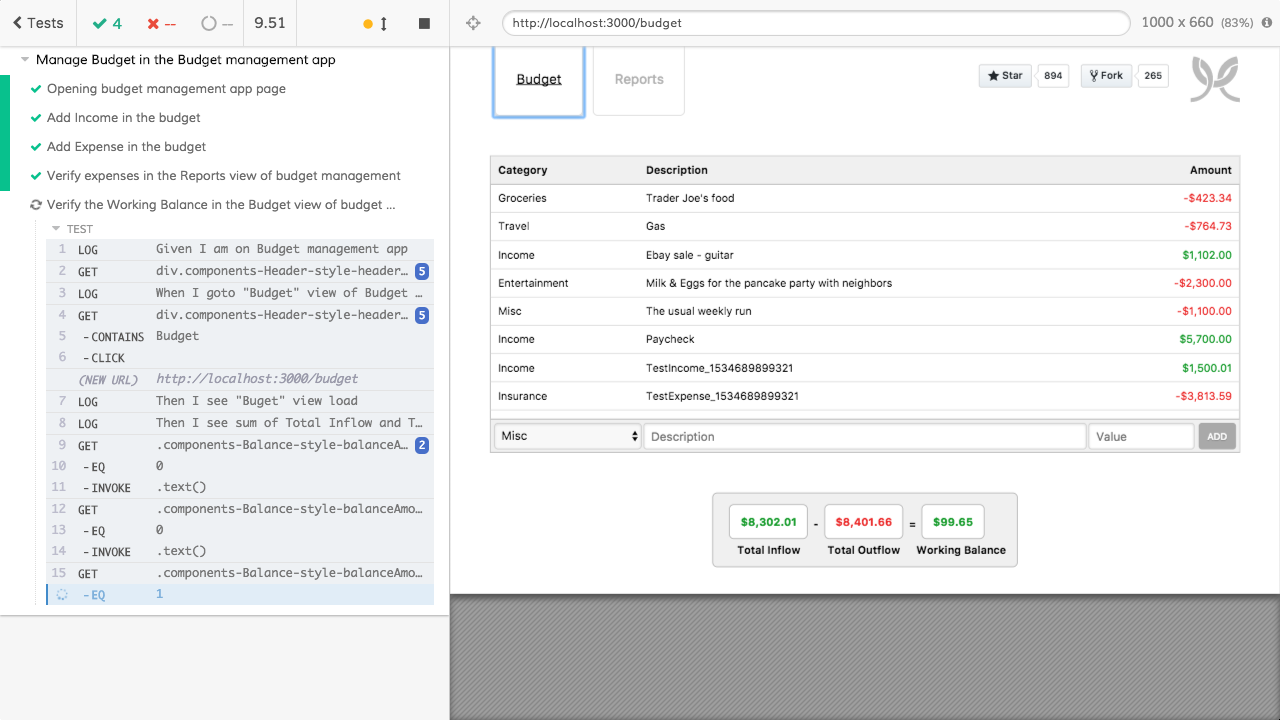 Tests 4 -- -- 9.51
http://localhost:3000/budget 1000 x 660 (83%)
Manage Budget in the Budget management app
Opening budget management app page
Add Income in the budget
Add Expense in the budget
Verify expenses in the Reports view of budget management
Verify the Working Balance in the Budget view of budget ...
TEST
1 LOG Given I am on Budget management app
2 GET div.components-Header-style-header… 5
3 LOG When I goto "Budget" view of Budget …
4 GET div.components-Header-style-header… 5
5 -CONTAINS Budget
6 -CLICK
(NEW URL) http://localhost:3000/budget
7 LOG Then I see "Buget" view load
8 LOG Then I see sum of Total Inflow and T…
9 GET .components-Balance-style-balanceA… 2
10 -EQ 0
11 -INVOKE .text()
12 GET .components-Balance-style-balanceAmo…
13 -EQ 0
14 -INVOKE .text()
15 GET .components-Balance-style-balanceAmo…
-EQ 1
Budget Reports
Star 894 Fork 265
Category Description Amount
Groceries Trader Joe's food -$423.34
Travel Gas -$764.73
Income Ebay sale - guitar $1,102.00
Entertainment Milk & Eggs for the pancake party with neighbors -$2,300.00
Misc The usual weekly run -$1,100.00
Income Paycheck $5,700.00
Income TestIncome_1534689899321 $1,500.01
Insurance TestExpense_1534689899321 -$3,813.59
Misc Description Value ADD
$8,302.01 - $8,401.66 = $99.65
Total Inflow Total Outflow Working Balance